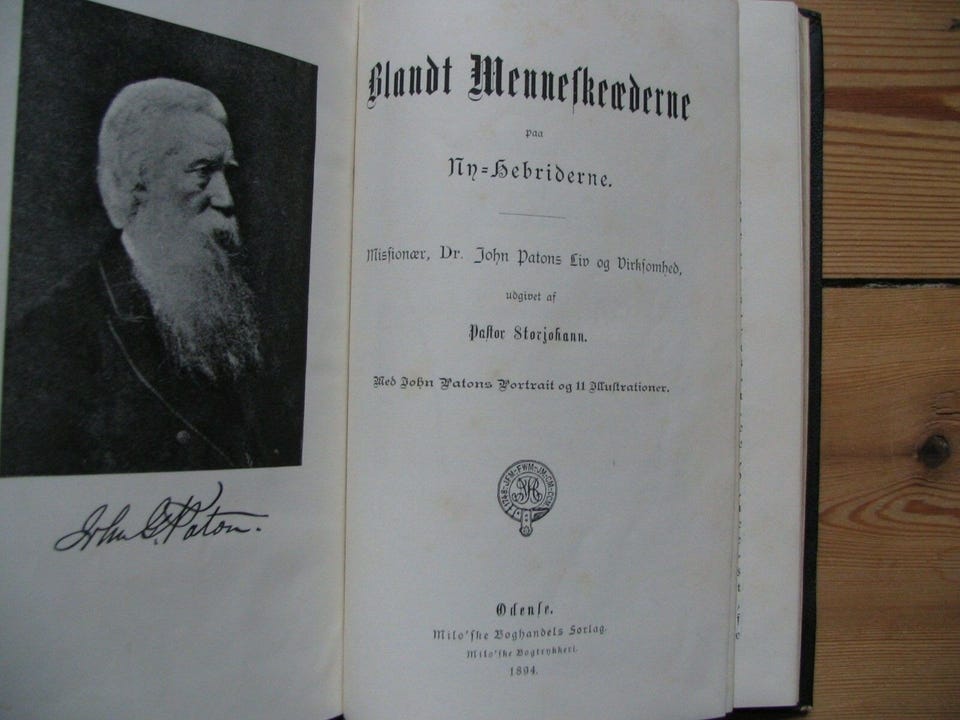 John G. Paton.
Blandt Menneskeæderne
paa
Ny=Hebriderne.
Missionær, Dr. John Patons Liv og Virksomhed,
udgivet af
Pastor Storjohann.
Med John Patons Portrait og 11 Illustrationer.
Odense.
Milo'ske Boghandels Forlag.
Milo'ske Bogtrykkeri.
1894.